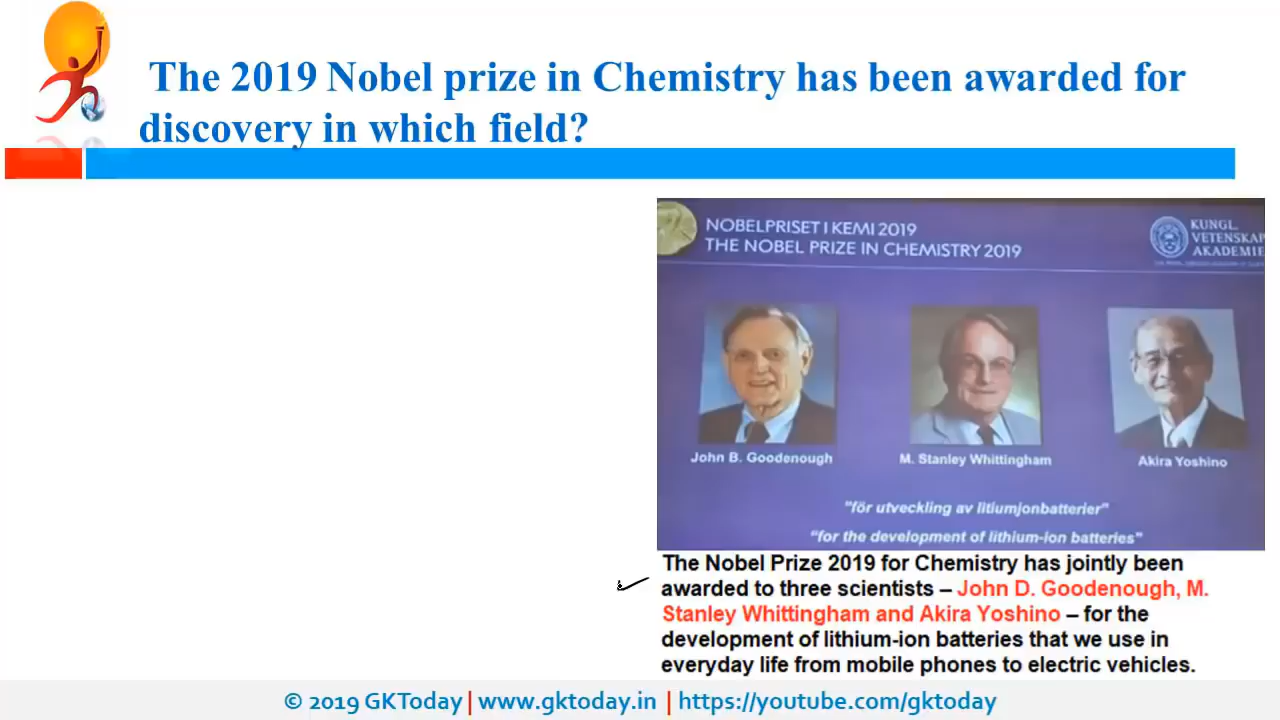 The 2019 Nobel prize in Chemistry has been awarded for
discovery in which field?
NOBELPRISET I KEMI 2019
THE NOBEL PRIZE IN CHEMISTRY 2019
KUNGL.
VETENSKAP
AKADEMIE
John B. Goodenough
M. Stanley Whittingham
Akira Yoshino
"för utveckling av litiumjonbatterier"
"for the development of lithium-ion batteries"
The Nobel Prize 2019 for Chemistry has jointly been
awarded to three scientists – John D. Goodenough, M.
Stanley Whittingham and Akira Yoshino – for the
development of lithium-ion batteries that we use in
everyday life from mobile phones to electric vehicles.
© 2019 GKToday | www.gktoday.in | https://youtube.com/gktoday